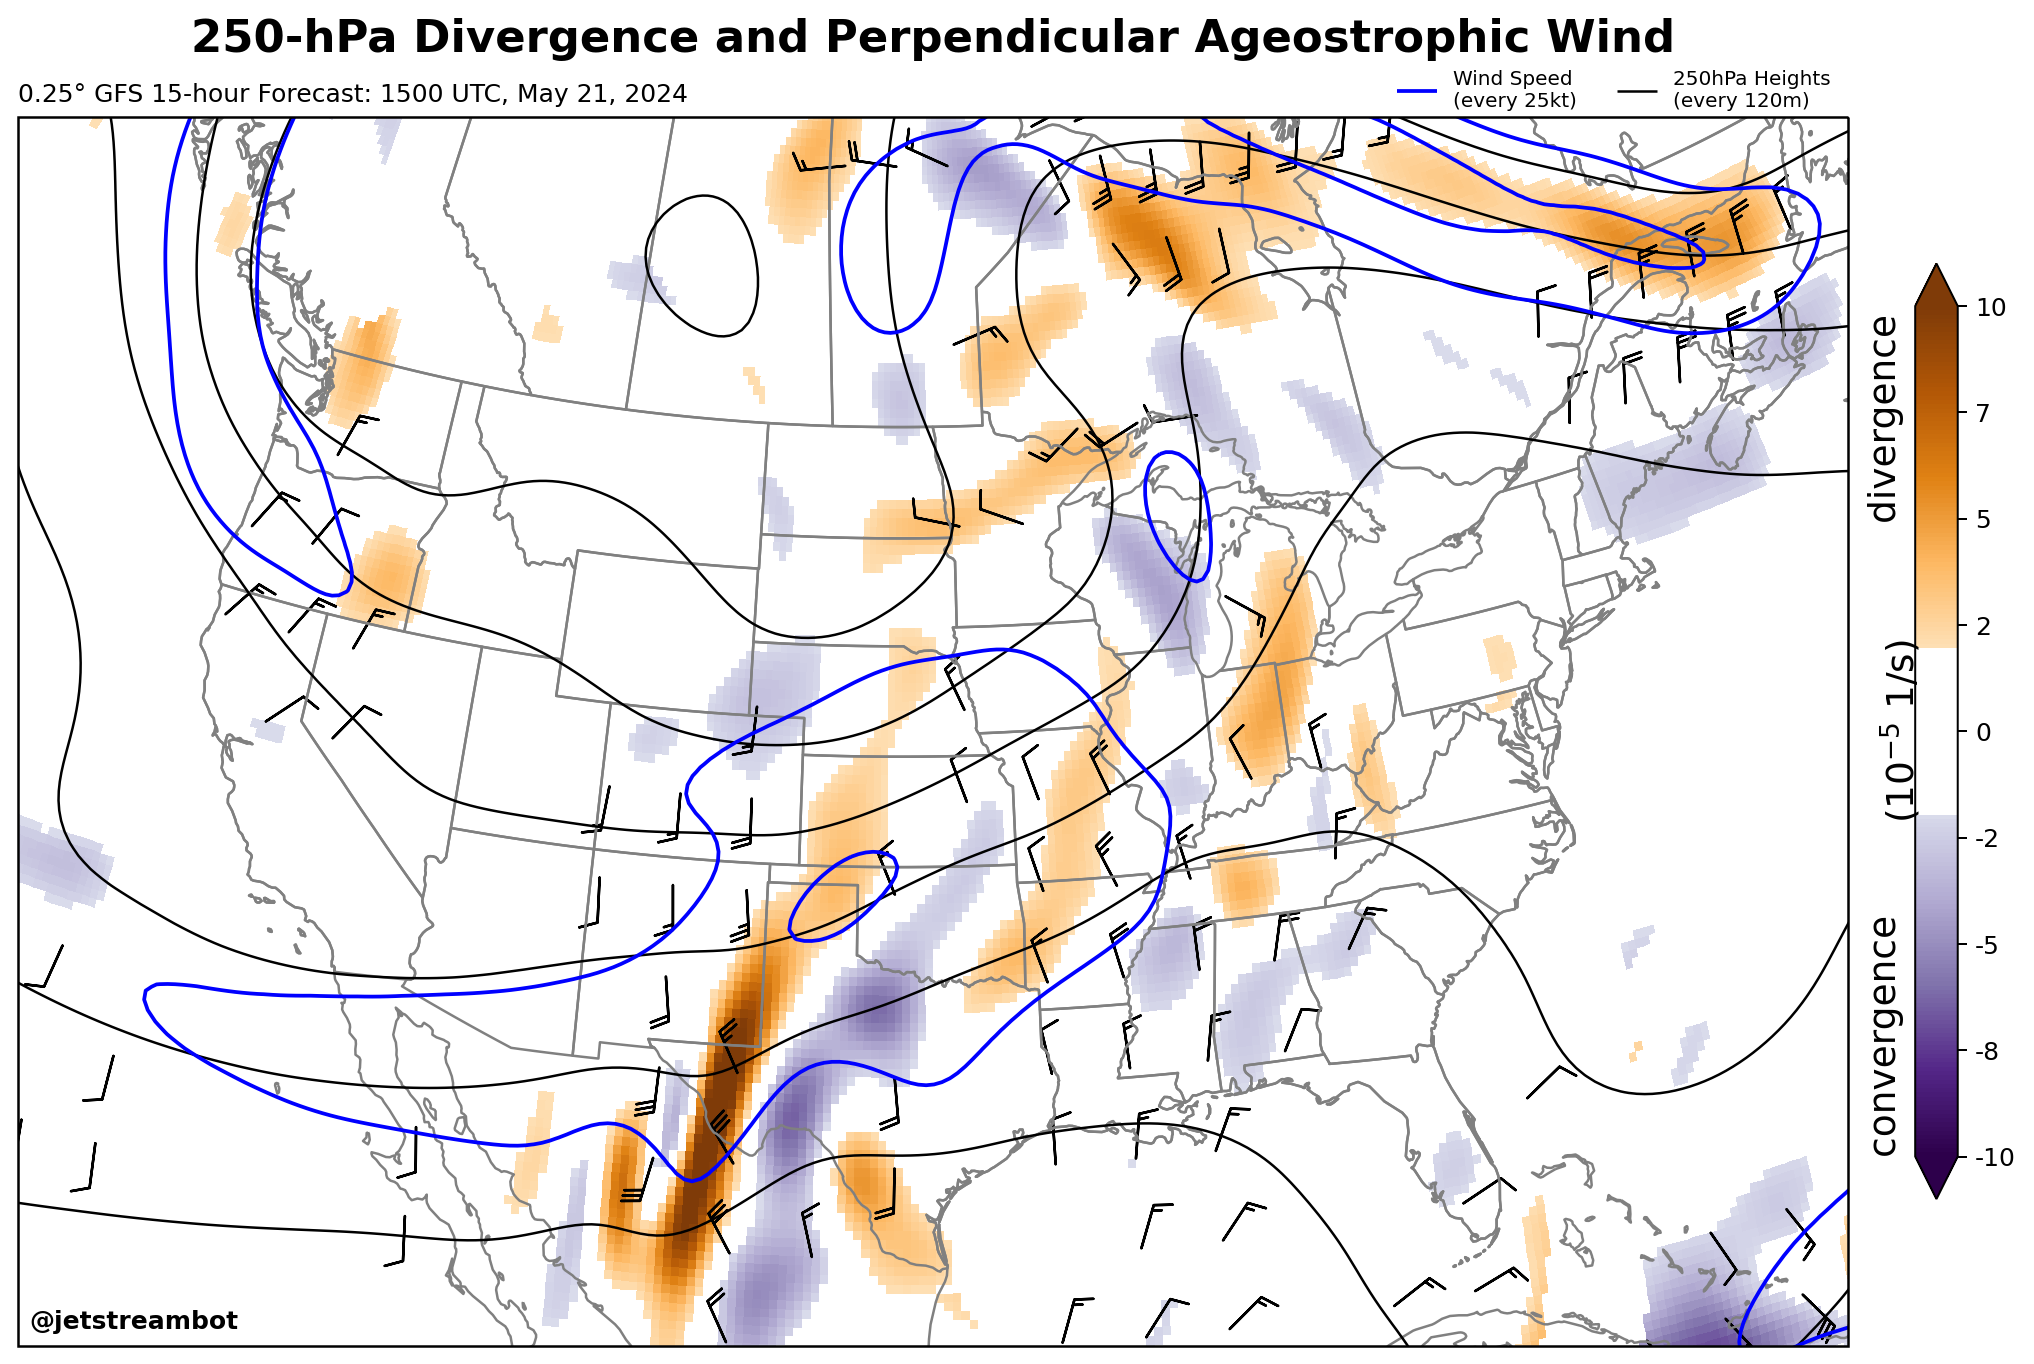 250-hPa Divergence and Perpendicular Ageostrophic Wind
0.25° GFS 15-hour Forecast: 1500 UTC, May 21, 2024
Wind Speed
(every 25kt)
250hPa Heights
(every 120m)
10
7
5
2
0
-2
-5
-8
-10
divergence
(10⁻⁵ 1/s)
convergence
@jetstreambot